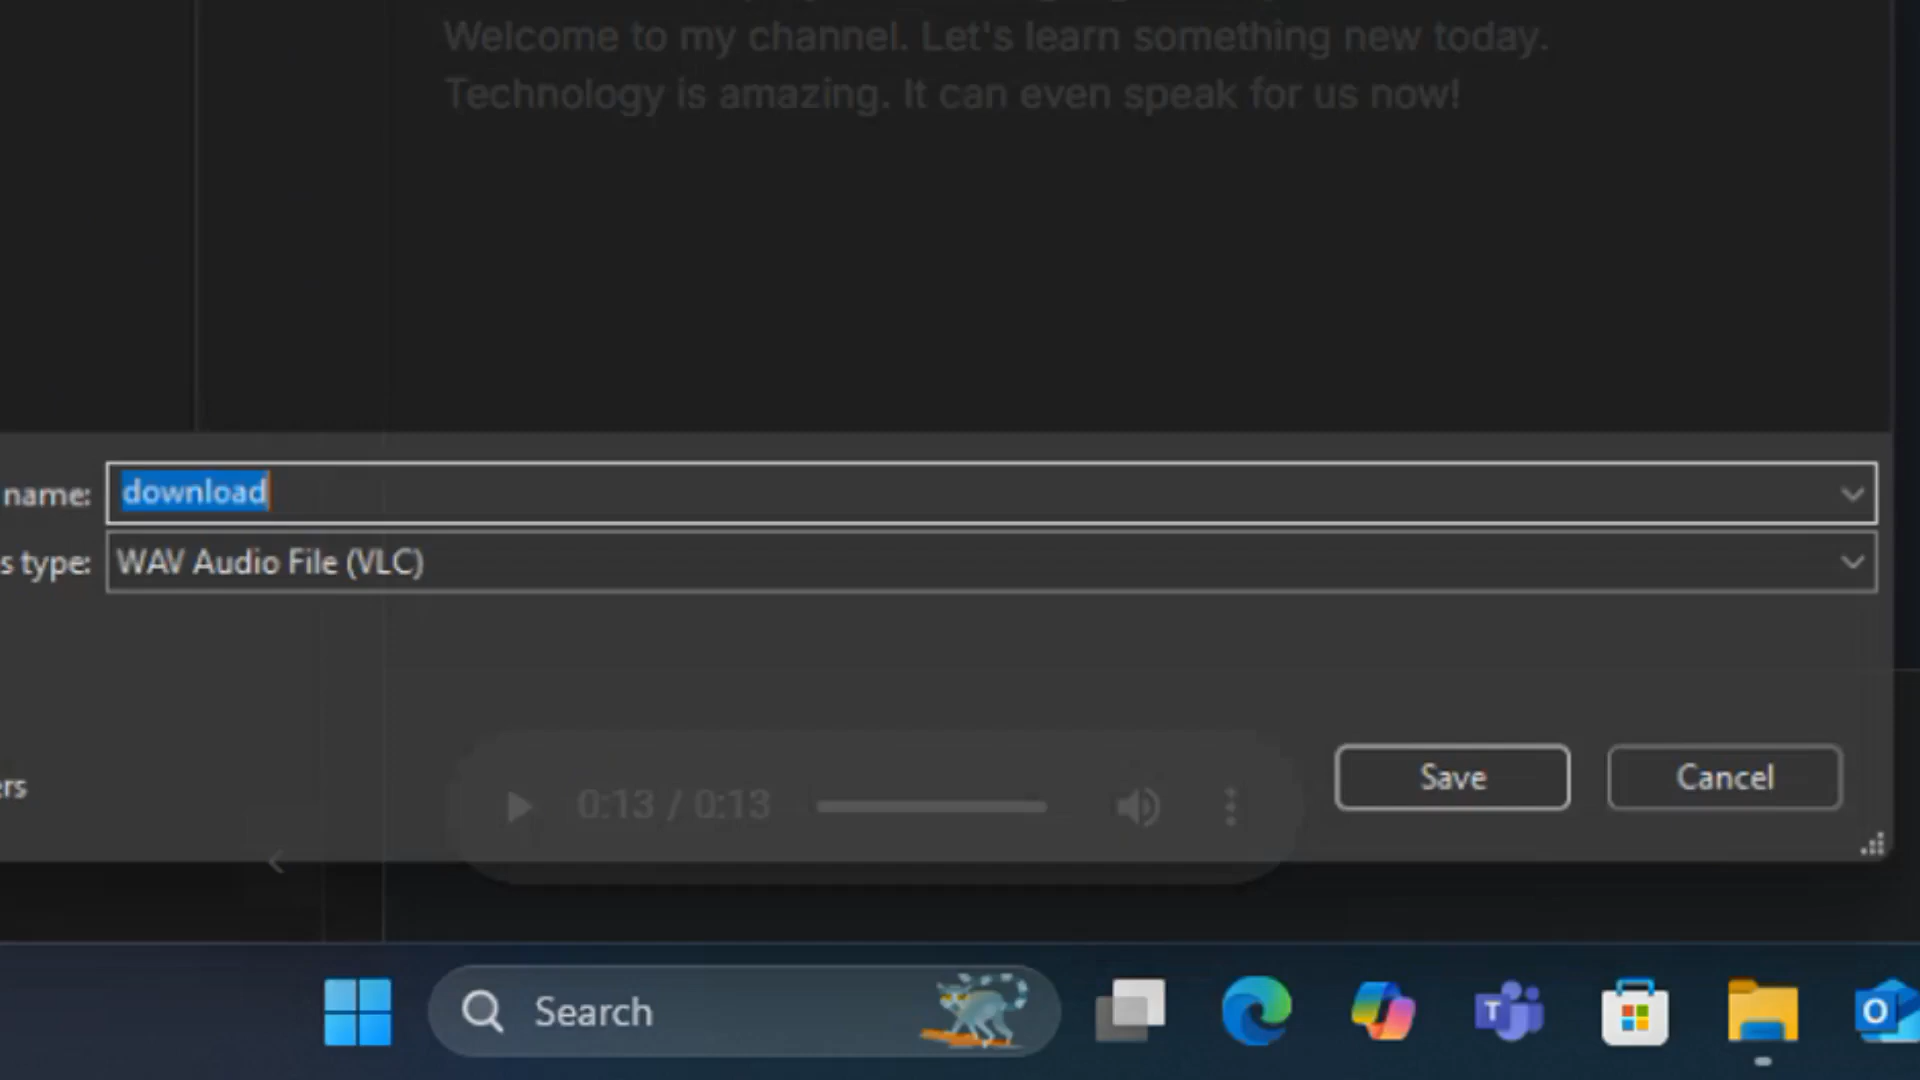 Welcome to my channel. Let's learn something new today.
Technology is amazing. It can even speak for us now!
name:
download
s type:
WAV Audio File (VLC)
ers
0:13 / 0:13
Save
Cancel
Search
T
O